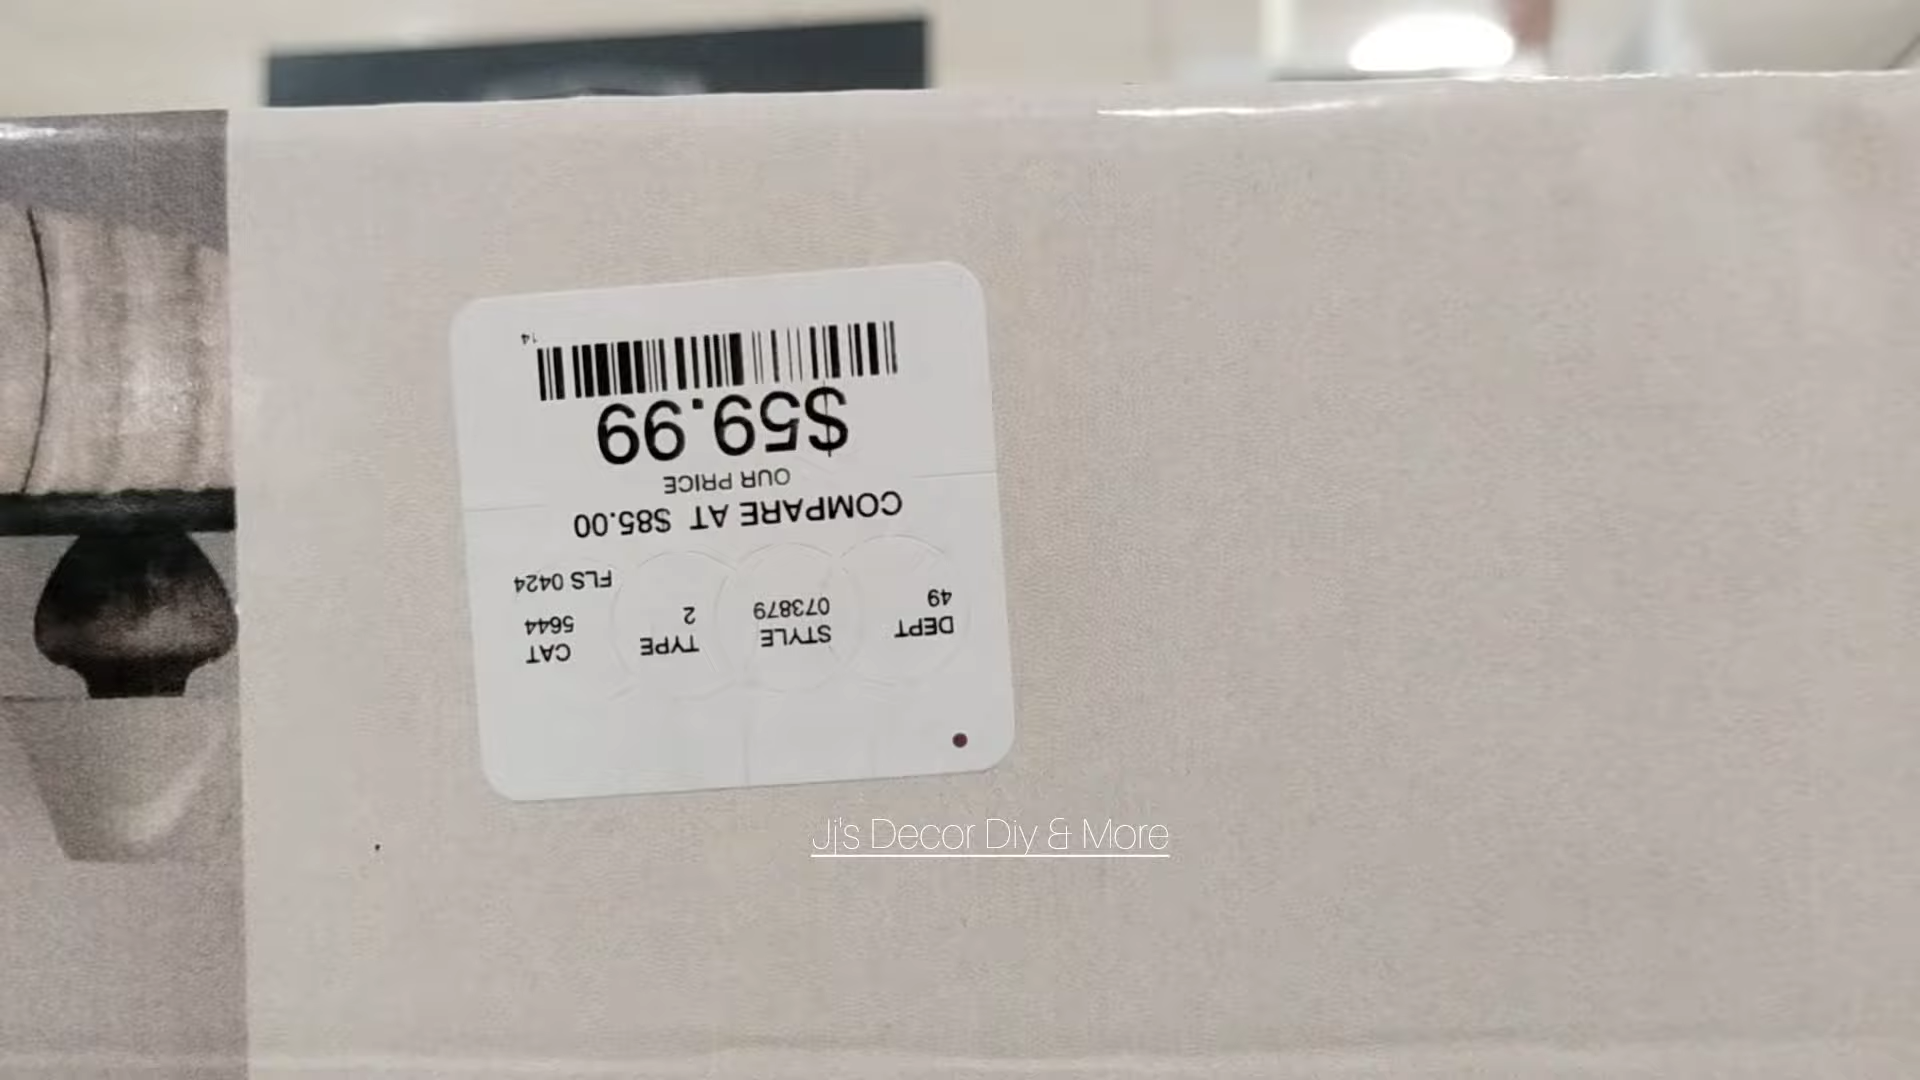 DEPT STYLE TYPE CAT
49 073879 2 5644
FLS 0424
COMPARE AT $85.00
OUR PRICE
$59.99
14
Jj's Decor Diy & More